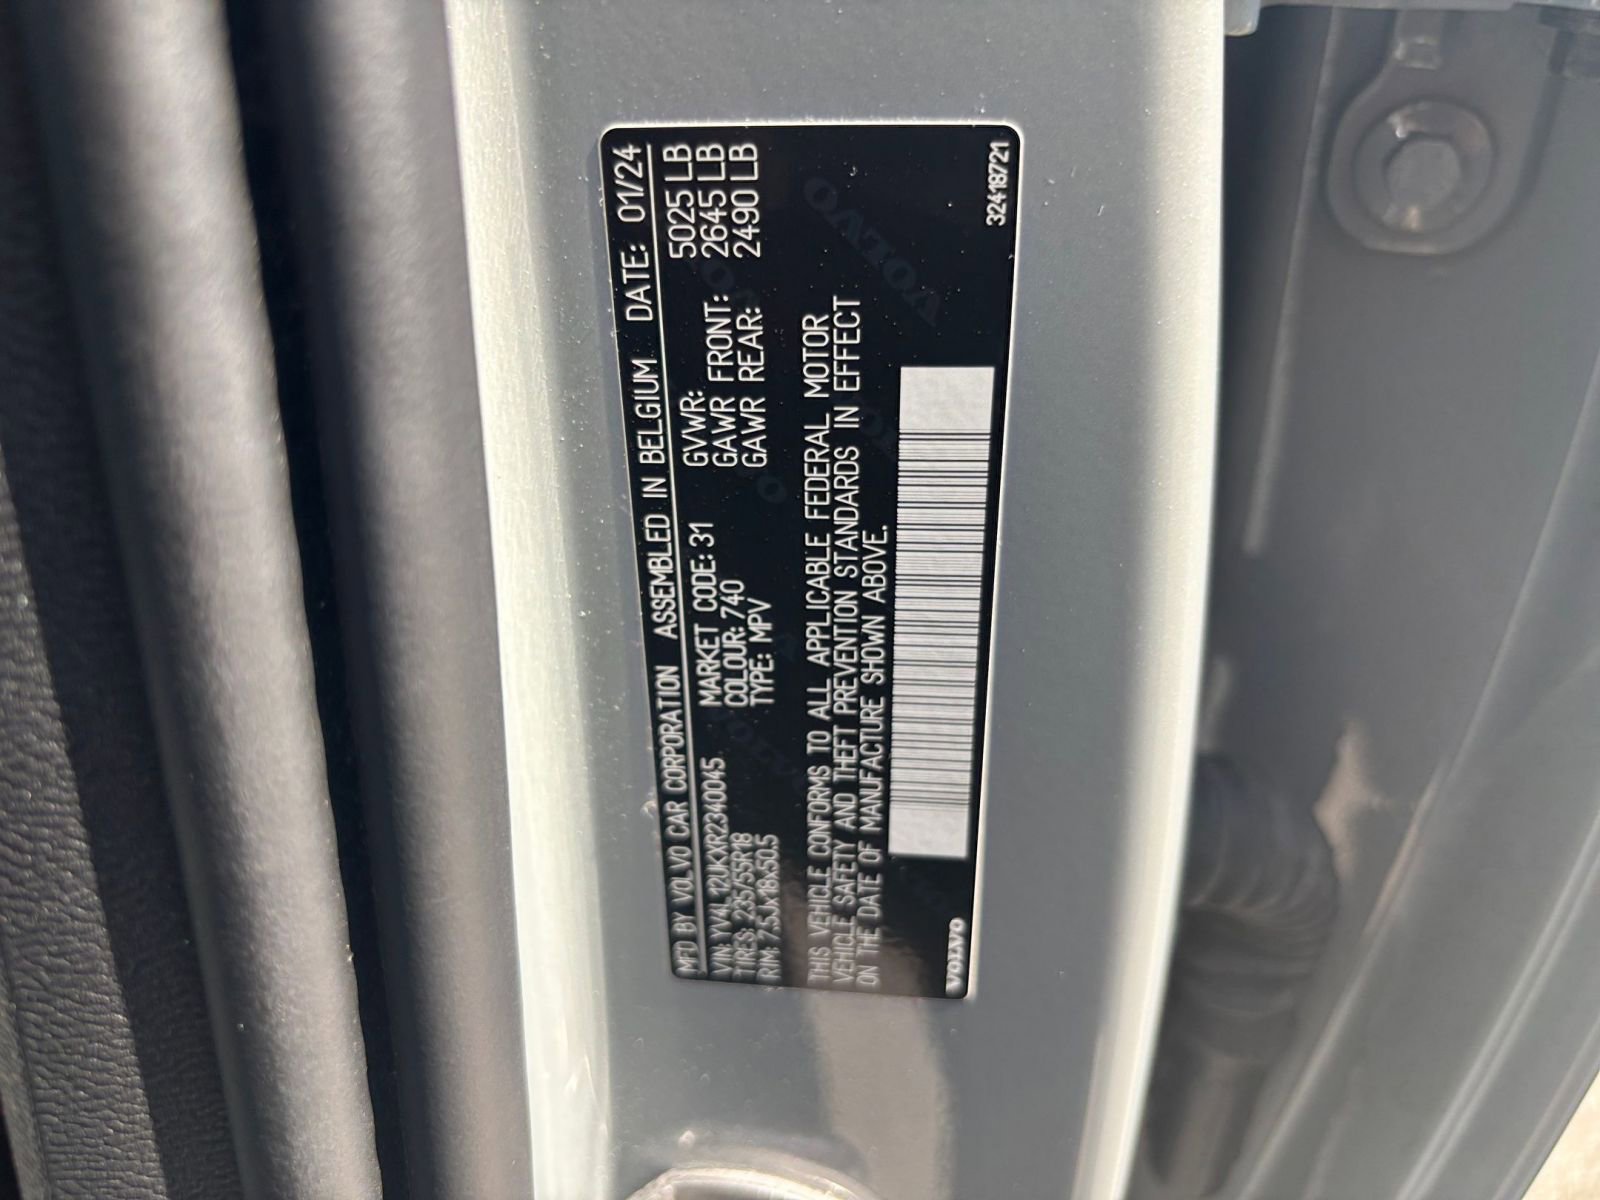 MFD BY VOLVO CAR CORPORATION ASSEMBLED IN BELGIUM DATE: 01/24
VIN: YV4L12UKXR2340045 MARKET CODE: 31 GVWR: 5025 LB
TIRES: 235/55R18 COLOUR: 740 GAWR FRONT: 2645 LB
RIM: 7.5Jx18x50.5 TYPE: MPV GAWR REAR: 2490 LB
THIS VEHICLE CONFORMS TO ALL APPLICABLE FEDERAL MOTOR
VEHICLE SAFETY AND THEFT PREVENTION STANDARDS IN EFFECT
ON THE DATE OF MANUFACTURE SHOWN ABOVE.
VOLVO 32418721